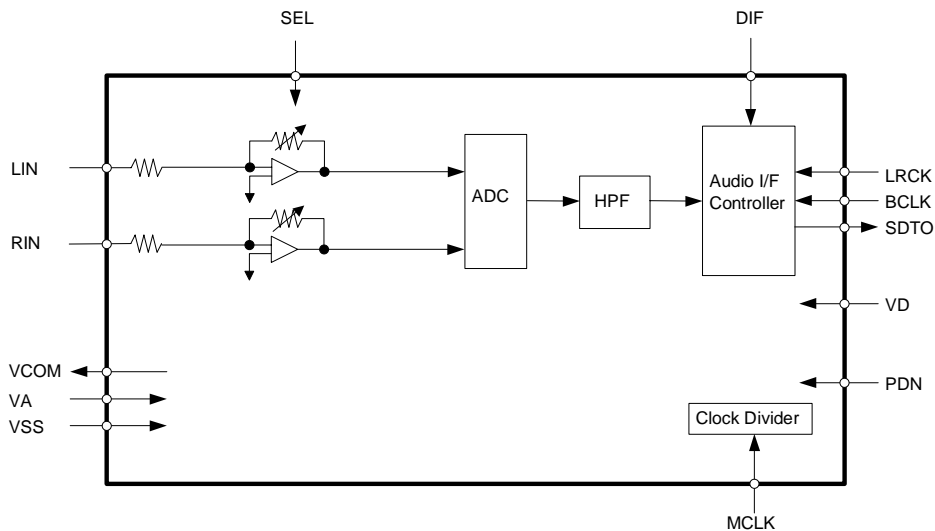 SEL
DIF
LIN
RIN
ADC
HPF
Audio I/F
Controller
LRCK
BCLK
SDTO
VD
VCOM
VA
VSS
PDN
Clock Divider
MCLK